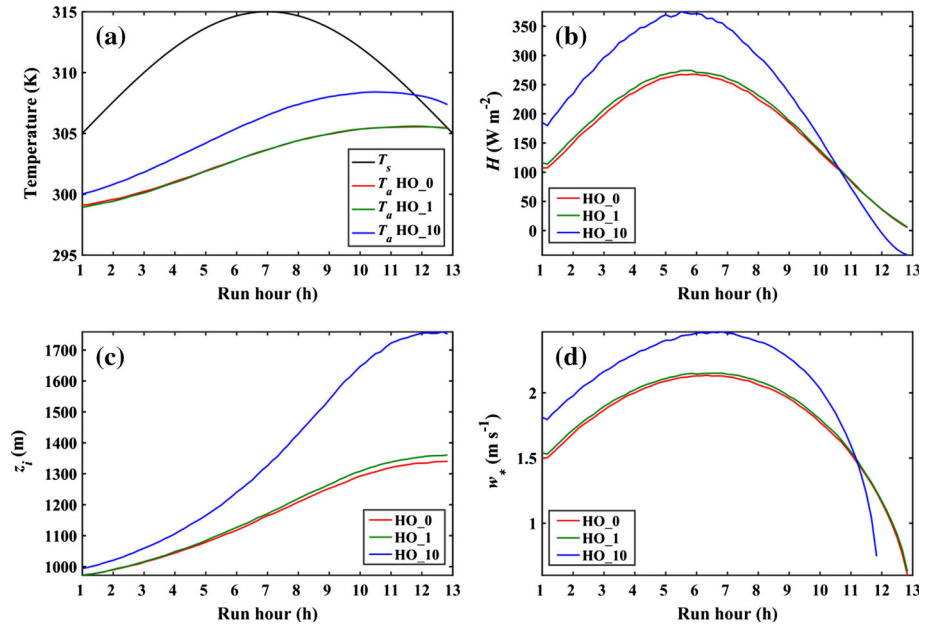 (a)
Temperature (K)
315
310
305
300
295
T_s
T_a HO_0
T_a HO_1
T_a HO_10
1 2 3 4 5 6 7 8 9 10 11 12 13
Run hour (h)
(b)
H (W m⁻²)
350
300
250
200
150
100
50
0
HO_0
HO_1
HO_10
1 2 3 4 5 6 7 8 9 10 11 12 13
Run hour (h)
(c)
z_i (m)
1700
1600
1500
1400
1300
1200
1100
1000
HO_0
HO_1
HO_10
1 2 3 4 5 6 7 8 9 10 11 12 13
Run hour (h)
(d)
w_* (m s⁻¹)
2
1.5
1
HO_0
HO_1
HO_10
1 2 3 4 5 6 7 8 9 10 11 12 13
Run hour (h)